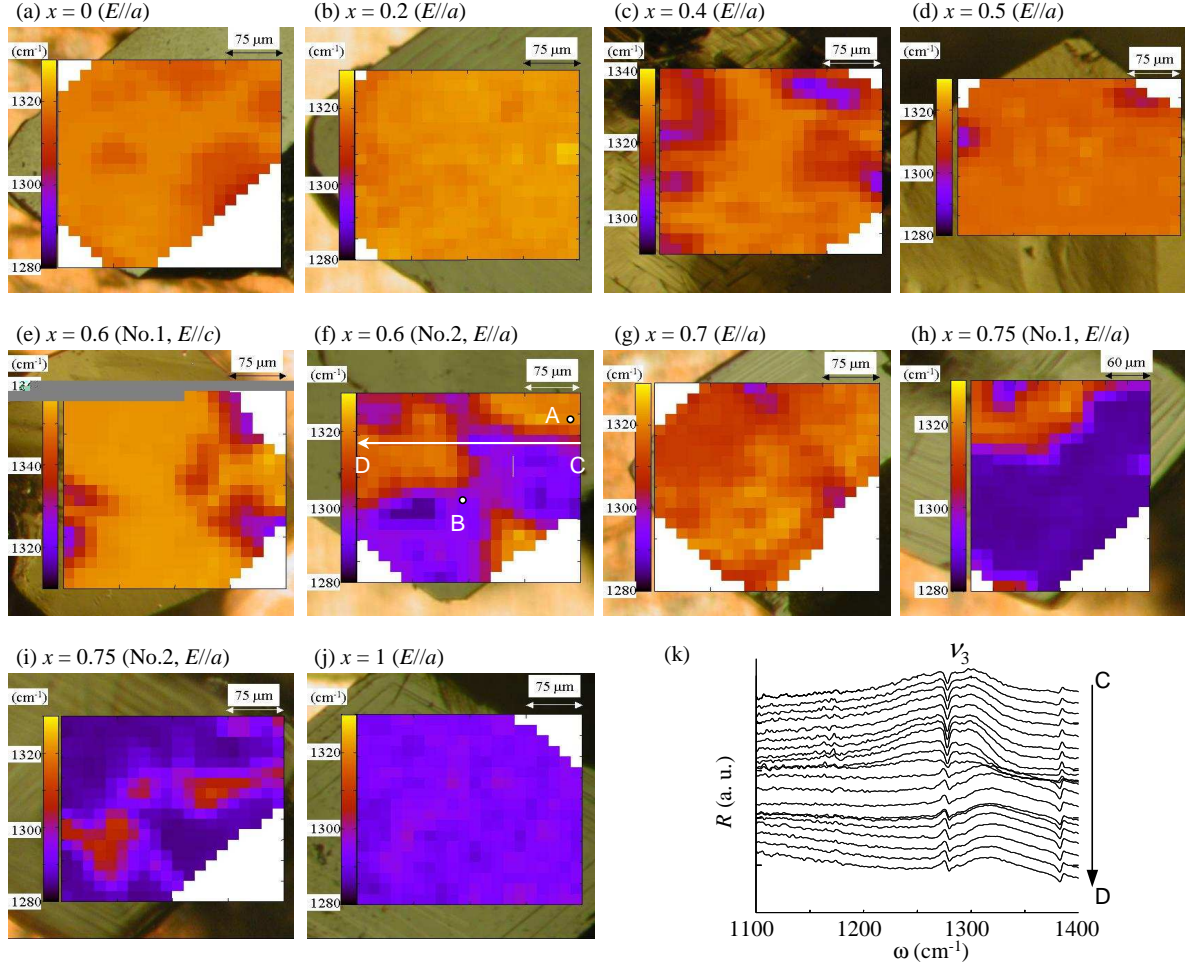 (a) x = 0 (E//a)
75 μm
(cm⁻¹)
1320
1300
1280
(b) x = 0.2 (E//a)
75 μm
(cm⁻¹)
1320
1300
1280
(c) x = 0.4 (E//a)
75 μm
(cm⁻¹)
1340
1320
1300
(d) x = 0.5 (E//a)
75 μm
(cm⁻¹)
1320
1300
1280
(e) x = 0.6 (No.1, E//c)
75 μm
(cm⁻¹)
1340
1320
(f) x = 0.6 (No.2, E//a)
75 μm
(cm⁻¹)
1320
1300
1280
A
D
C
B
(g) x = 0.7 (E//a)
75 μm
(cm⁻¹)
1320
1300
1280
(h) x = 0.75 (No.1, E//a)
60 μm
(cm⁻¹)
1320
1300
1280
(i) x = 0.75 (No.2, E//a)
75 μm
(cm⁻¹)
1320
1300
1280
(j) x = 1 (E//a)
75 μm
(cm⁻¹)
1320
1300
1280
(k)
ν₃
C
R (a. u.)
D
1100 1200 1300 1400
ω (cm⁻¹)